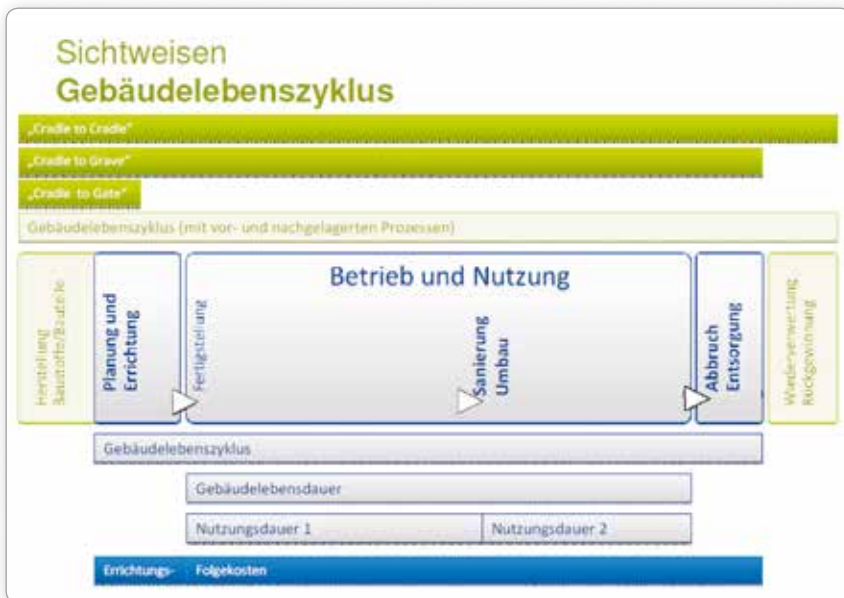 Sichtweisen
Gebäudelebenszyklus
„Cradle to Cradle"
„Cradle to Grave"
„Cradle to Gate"
Gebäudelebenszyklus (mit vor- und nachgelagerten Prozessen)
Herstellung
Baustoffe/Bauteile
Planung und
Errichtung
Betrieb und Nutzung
Fertigstellung
Sanierung
Umbau
Abbruch
Entsorgung
Wiederverwertung
Rückgewinnung
Gebäudelebenszyklus
Gebäudelebensdauer
Nutzungsdauer 1
Nutzungsdauer 2
Errichtungs- Folgekosten